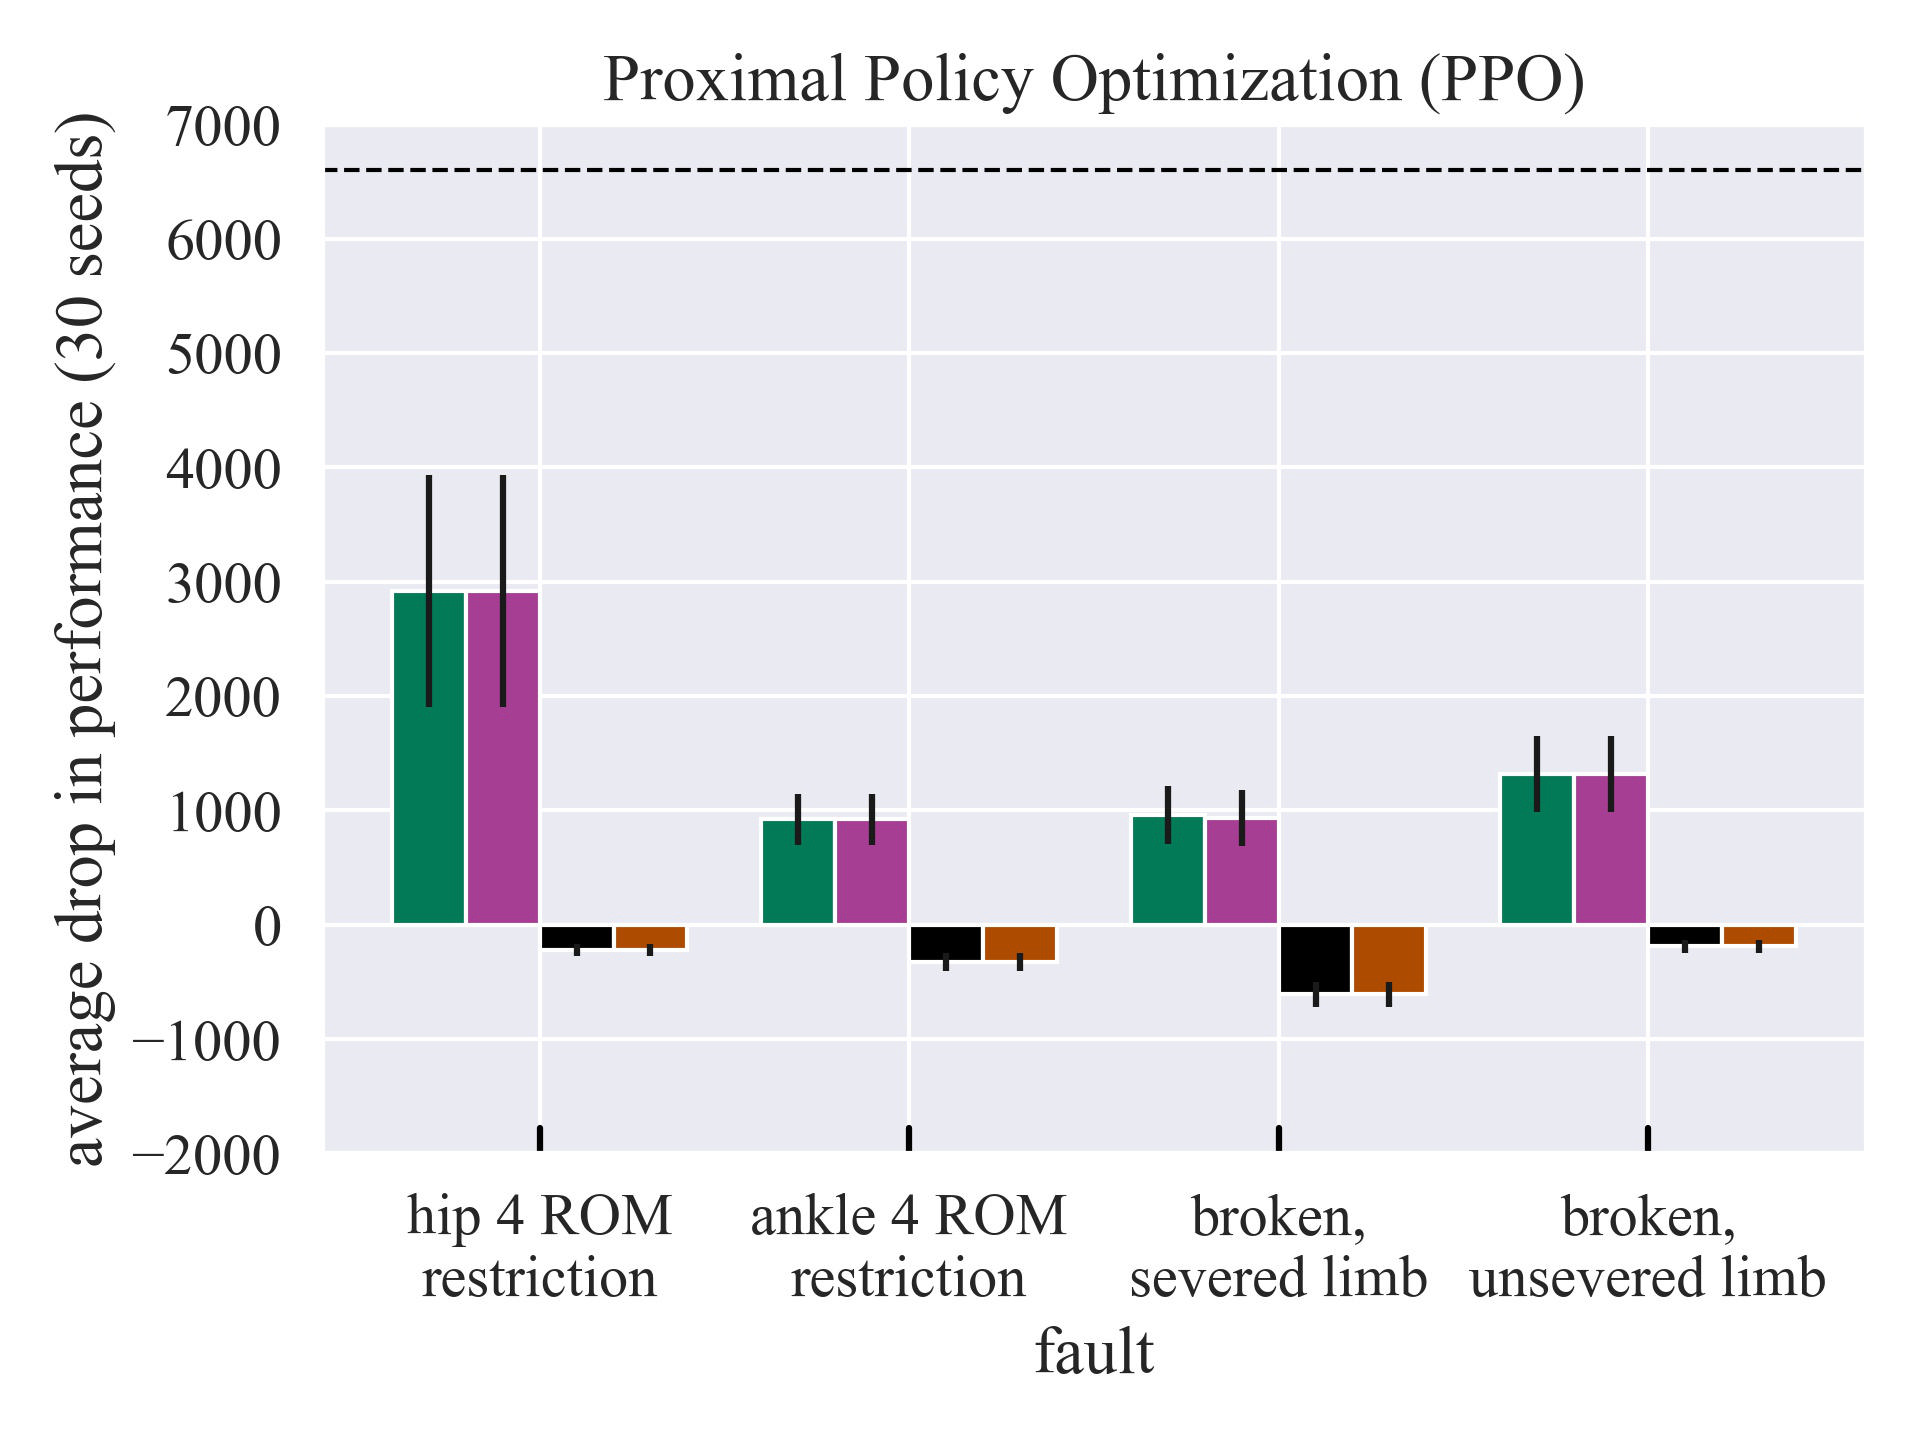 Proximal Policy Optimization (PPO)
average drop in performance (30 seeds)
7000
6000
5000
4000
3000
2000
1000
0
−1000
−2000
hip 4 ROM
restriction
ankle 4 ROM
restriction
broken,
severed limb
broken,
unsevered limb
fault